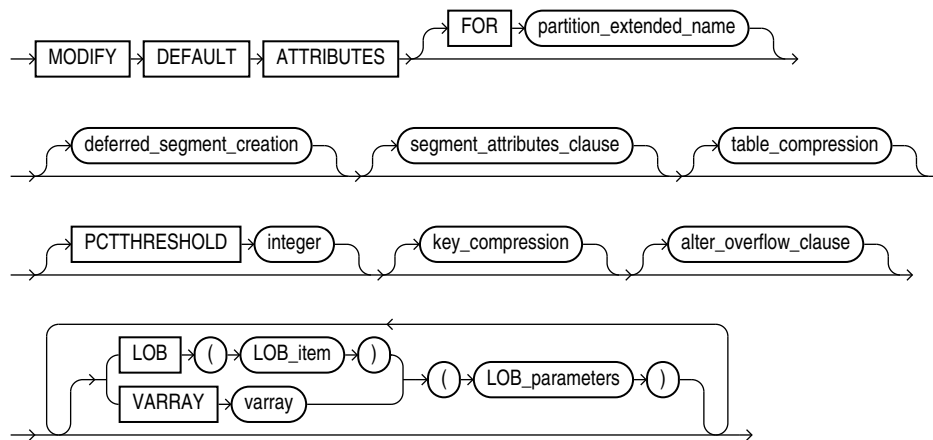 FOR partition_extended_name
MODIFY DEFAULT ATTRIBUTES
deferred_segment_creation segment_attributes_clause table_compression
PCTTHRESHOLD integer key_compression alter_overflow_clause
LOB ( LOB_item )
( LOB_parameters )
VARRAY varray